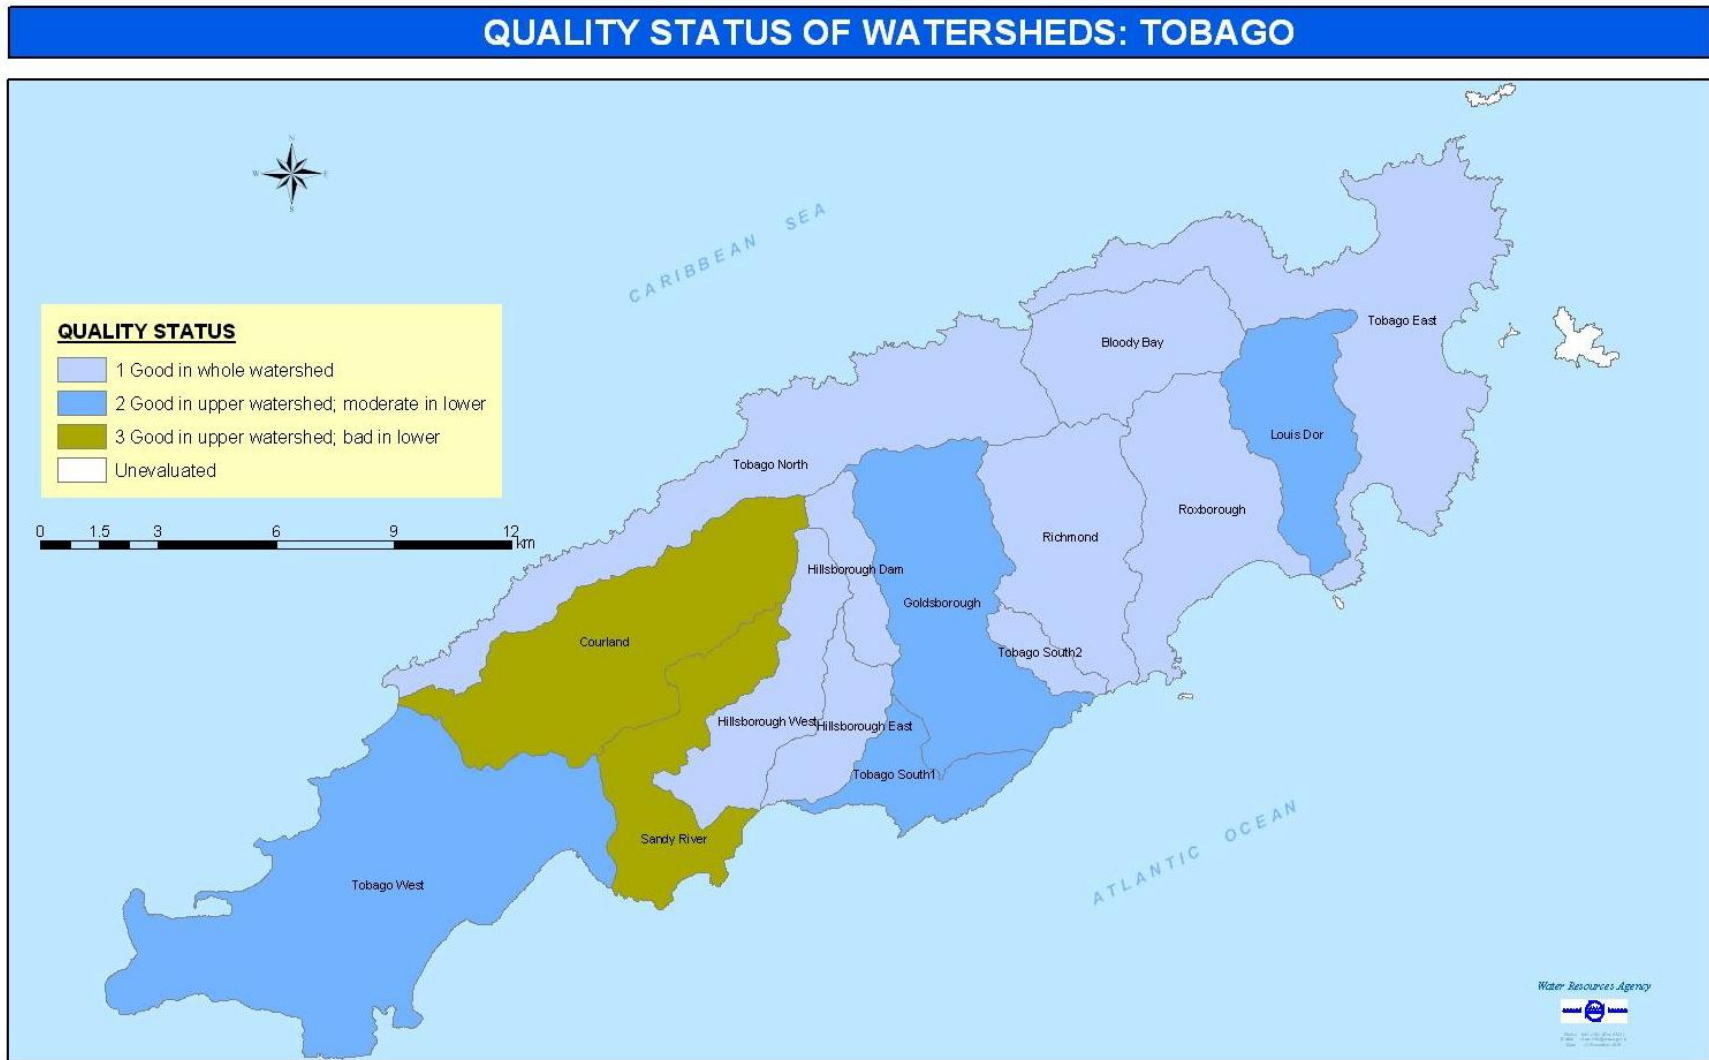 QUALITY STATUS OF WATERSHEDS: TOBAGO
N
W E
S
CARIBBEAN SEA
QUALITY STATUS
1 Good in whole watershed
2 Good in upper watershed; moderate in lower
3 Good in upper watershed; bad in lower
Unevaluated
0 1.5 3 6 9 12
km
Tobago East
Bloody Bay
Louis Dor
Tobago North
Roxborough
Richmond
Hillsborough Dam
Goldsborough
Courland
Tobago South2
Hillsborough West
Hillsborough East
Tobago South1
Sandy River
Tobago West
ATLANTIC OCEAN
Water Resources Agency